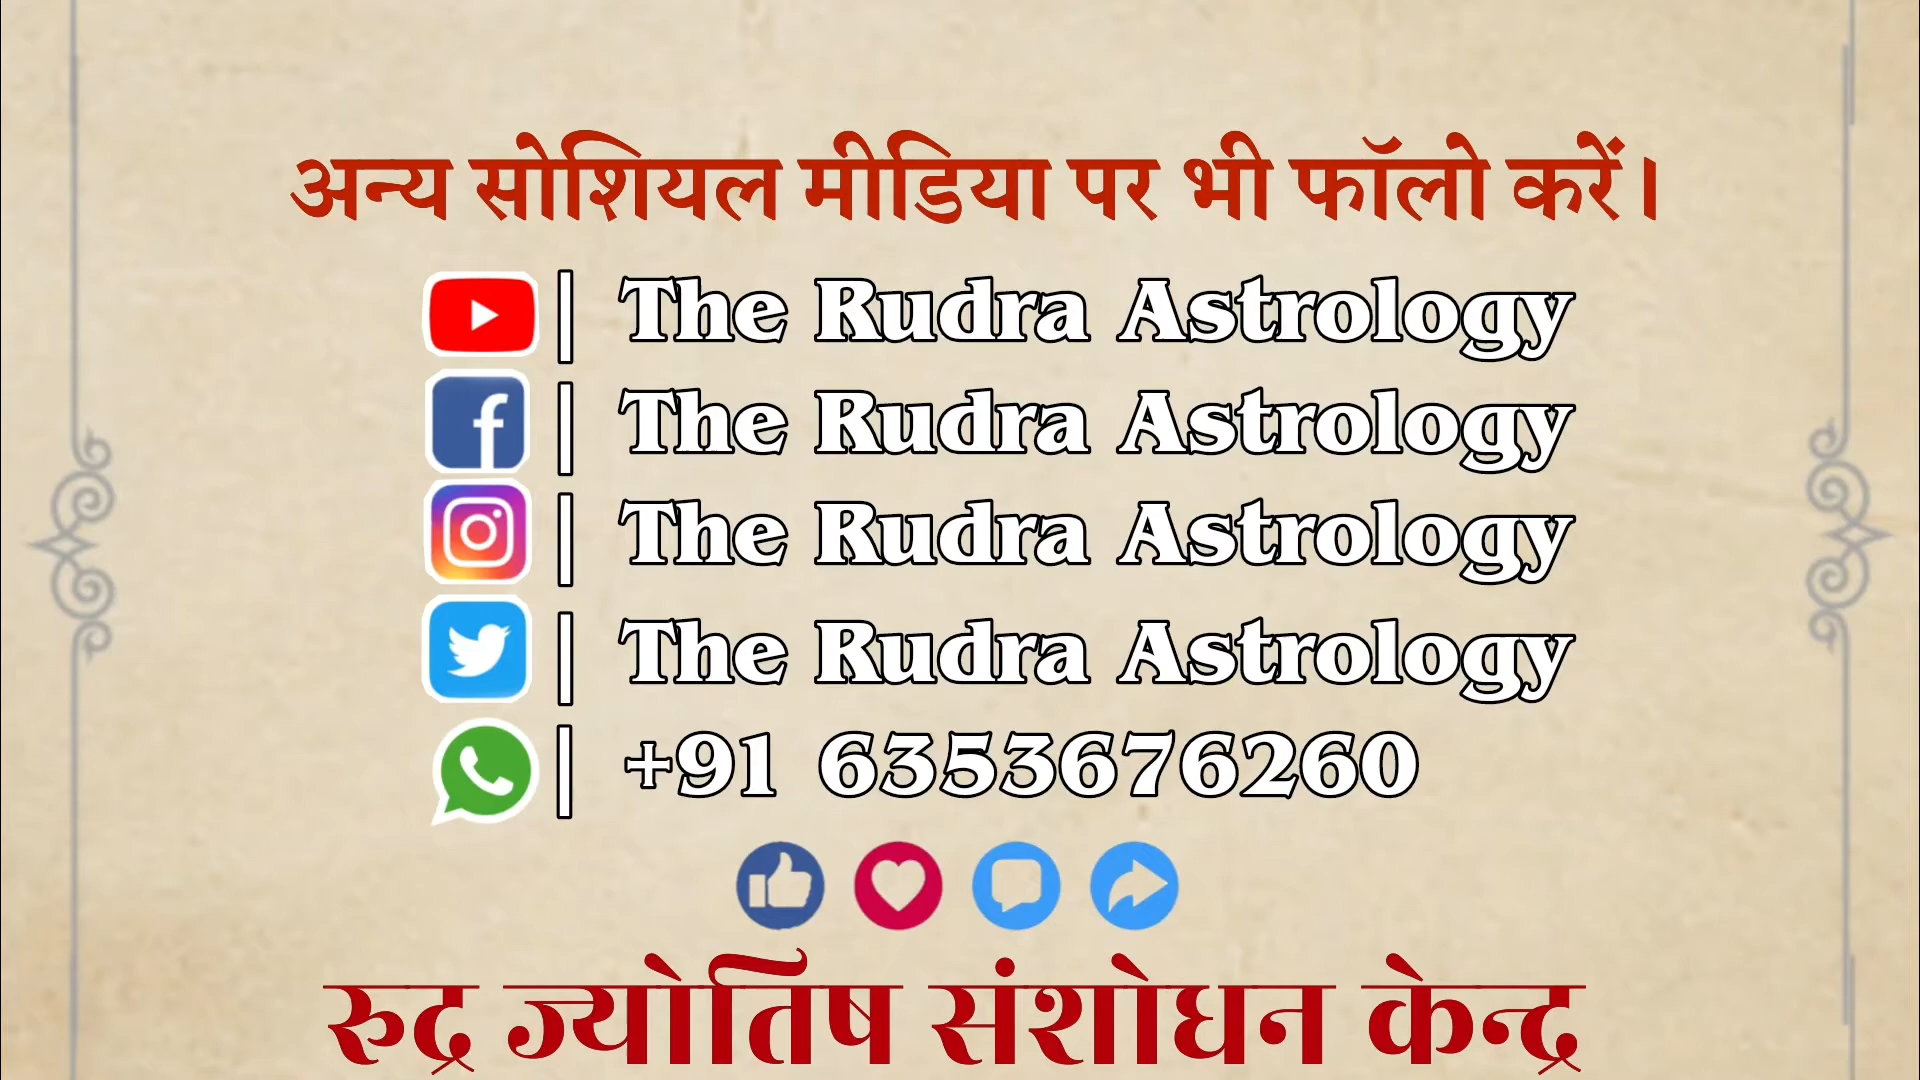 अन्य सोशियल मीडिया पर भी फॉलो करें।
| The Rudra Astrology
| The Rudra Astrology
| The Rudra Astrology
| The Rudra Astrology
| +91 6353676260
रुद्र ज्योतिष संशोधन केन्द्र